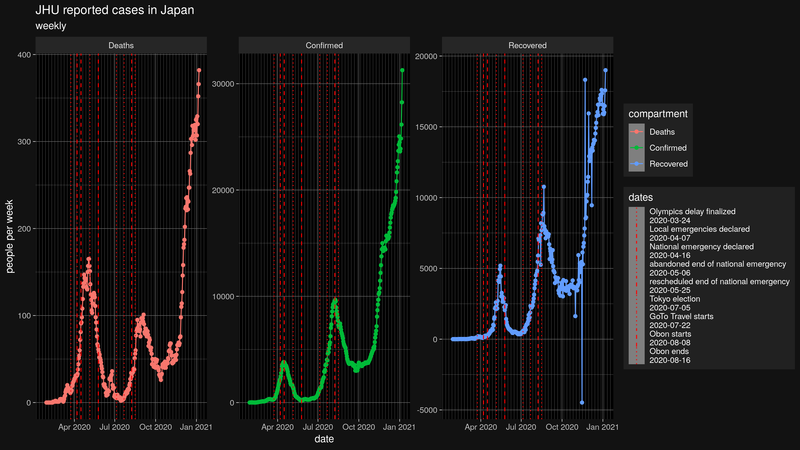 JHU reported cases in Japan
weekly
Deaths
Confirmed
Recovered
people per week
400
300
200
100
0
30000
20000
10000
0
20000
15000
10000
5000
0
-5000
Apr 2020
Jul 2020
Oct 2020
Jan 2021
Apr 2020
Jul 2020
Oct 2020
Jan 2021
Apr 2020
Jul 2020
Oct 2020
Jan 2021
date
compartment
Deaths
Confirmed
Recovered
dates
Olympics delay finalized
2020-03-24
Local emergencies declared
2020-04-07
National emergency declared
2020-04-16
abandoned end of national emergency
2020-05-06
rescheduled end of national emergency
2020-05-25
Tokyo election
2020-07-05
GoTo Travel starts
2020-07-22
Obon starts
2020-08-08
Obon ends
2020-08-16